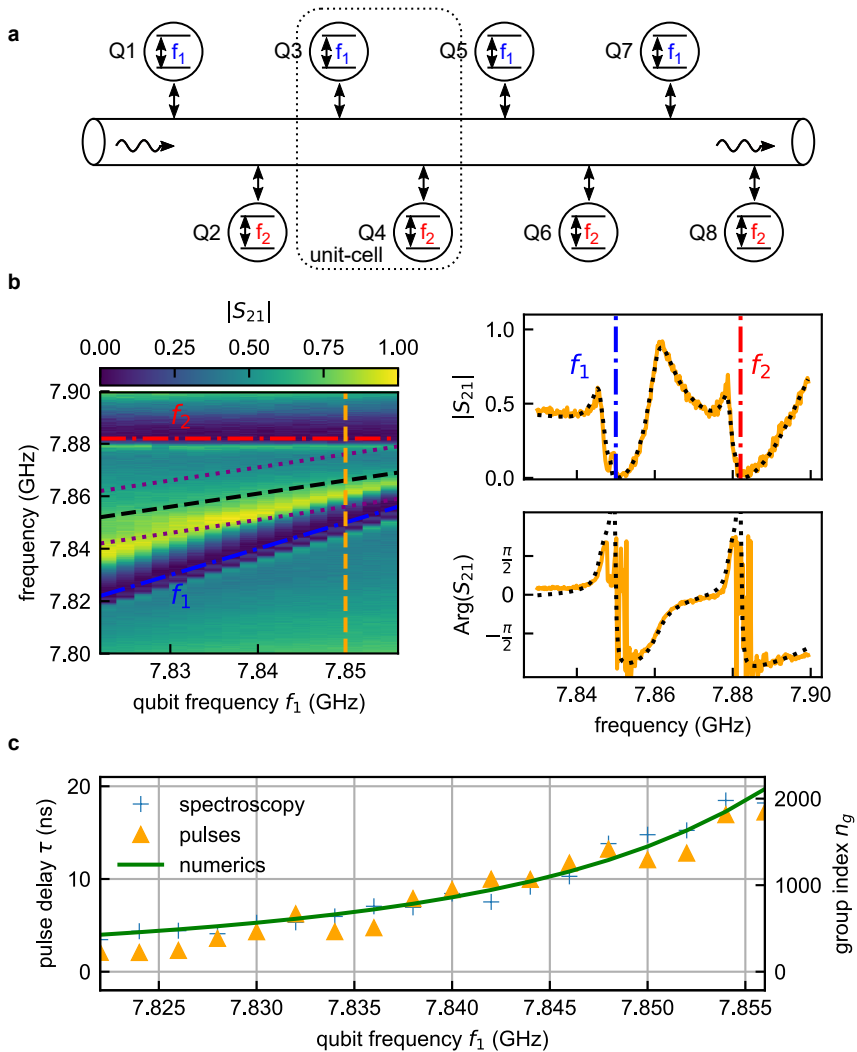 a
Q1 f₁ Q3 f₁ Q5 f₁ Q7 f₁
Q2 f₂ Q4 f₂ Q6 f₂ Q8 f₂
unit-cell
b
|S₂₁|
0.00 0.25 0.50 0.75 1.00
frequency (GHz)
7.90
7.88
7.86
7.84
7.82
7.80
f₂
f₁
7.83 7.84 7.85
qubit frequency f₁ (GHz)
|S₂₁|
1.0
0.5
0.0
f₁ f₂
Arg(S₂₁)
π/2
0
−π/2
7.84 7.86 7.88 7.90
frequency (GHz)
c
pulse delay τ (ns)
20
10
0
spectroscopy
pulses
numerics
2000
1000
0
group index n_g
7.825 7.830 7.835 7.840 7.845 7.850 7.855
qubit frequency f₁ (GHz)